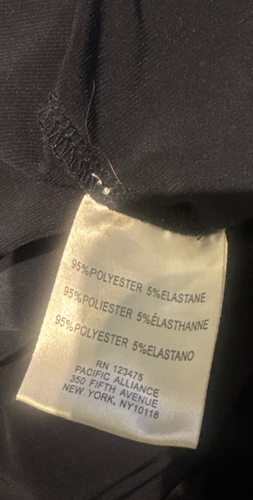 95%POLYESTER 5%ELASTANE
95%POLIESTER 5%ÉLASTHANNE
95%POLYESTER 5%ELASTANO
RN 123475
PACIFIC ALLIANCE
350 FIFTH AVENUE
NEW YORK, NY10118